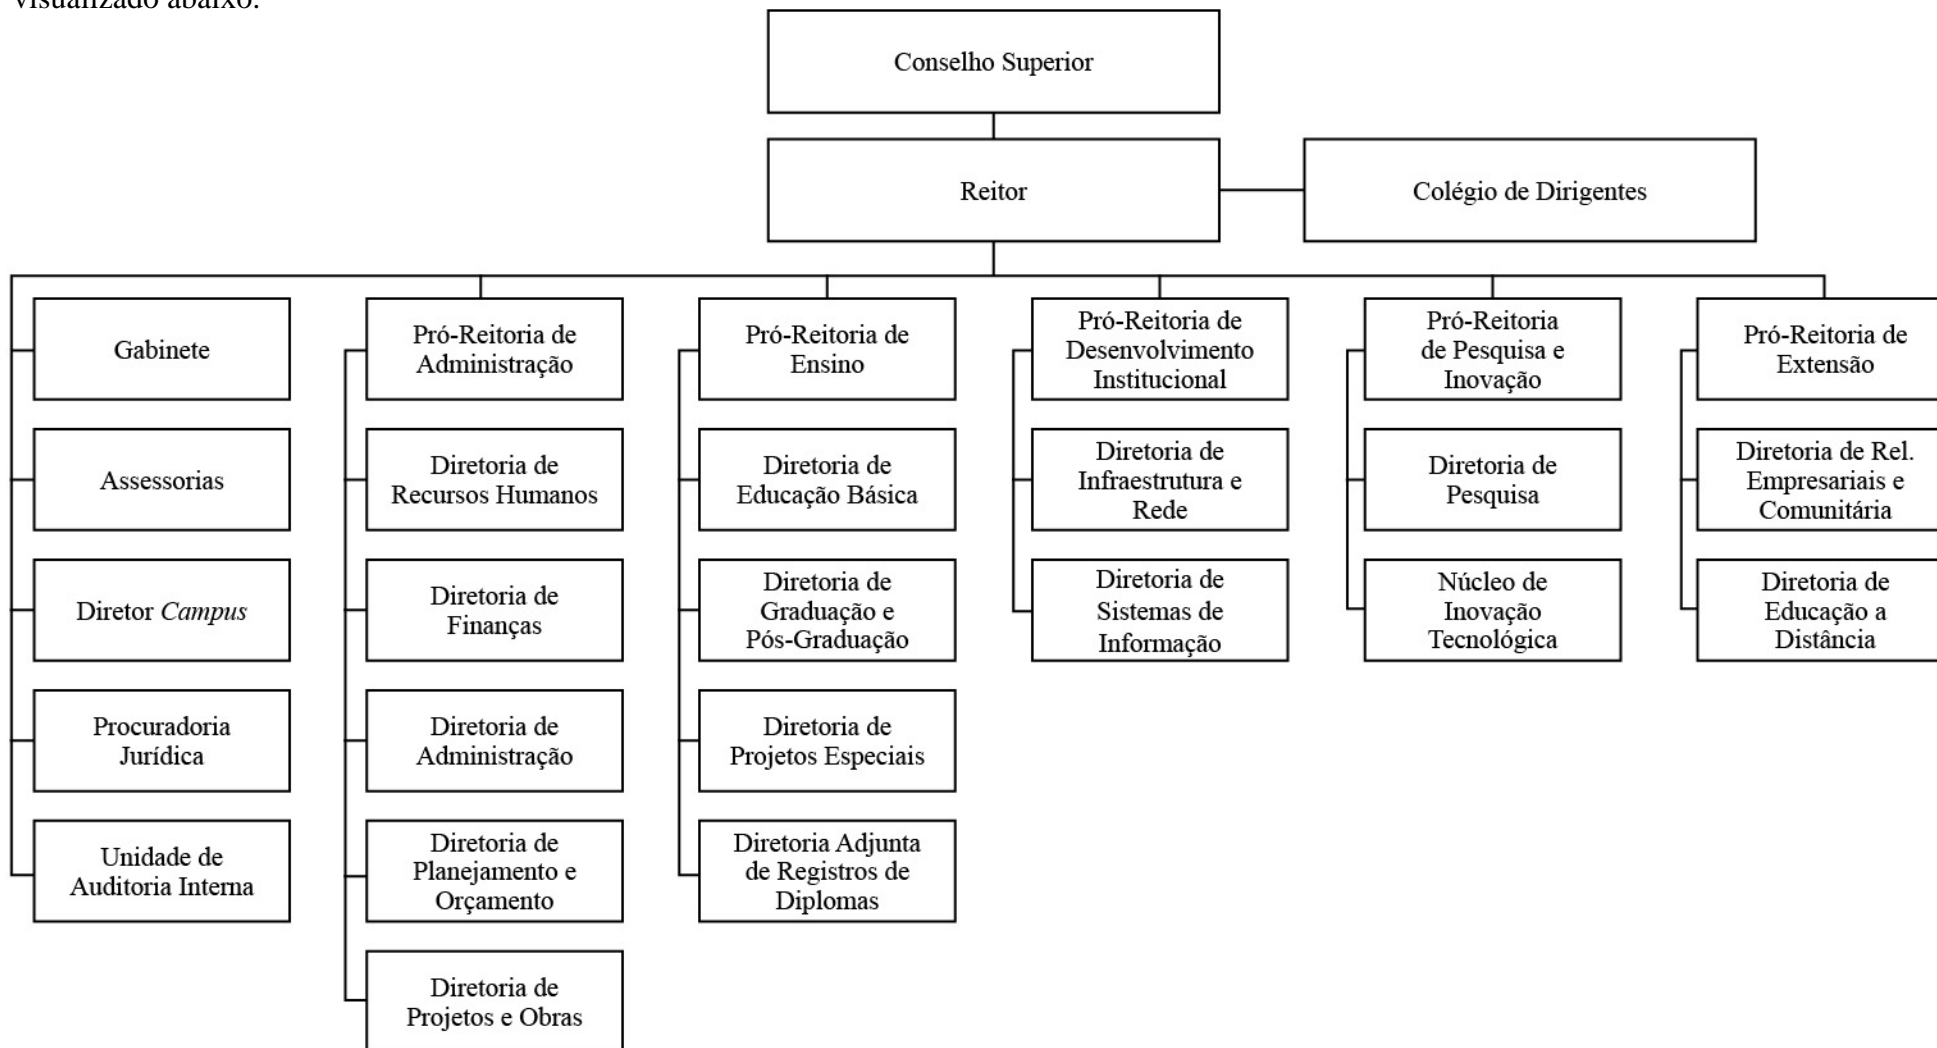 visualizado abaixo.
Conselho Superior
Reitor
Colégio de Dirigentes
Gabinete
Assessorias
Diretor Campus
Procuradoria
Jurídica
Unidade de
Auditoria Interna
Pró-Reitoria de
Administração
Diretoria de
Recursos Humanos
Diretoria de
Finanças
Diretoria de
Administração
Diretoria de
Planejamento e
Orçamento
Diretoria de
Projetos e Obras
Pró-Reitoria de
Ensino
Diretoria de
Educação Básica
Diretoria de
Graduação e
Pós-Graduação
Diretoria de
Projetos Especiais
Diretoria Adjunta
de Registros de
Diplomas
Pró-Reitoria de
Desenvolvimento
Institucional
Diretoria de
Infraestrutura e
Rede
Diretoria de
Sistemas de
Informação
Pró-Reitoria
de Pesquisa e
Inovação
Diretoria de
Pesquisa
Núcleo de
Inovação
Tecnológica
Pró-Reitoria de
Extensão
Diretoria de Rel.
Empresariais e
Comunitária
Diretoria de
Educação a
Distância